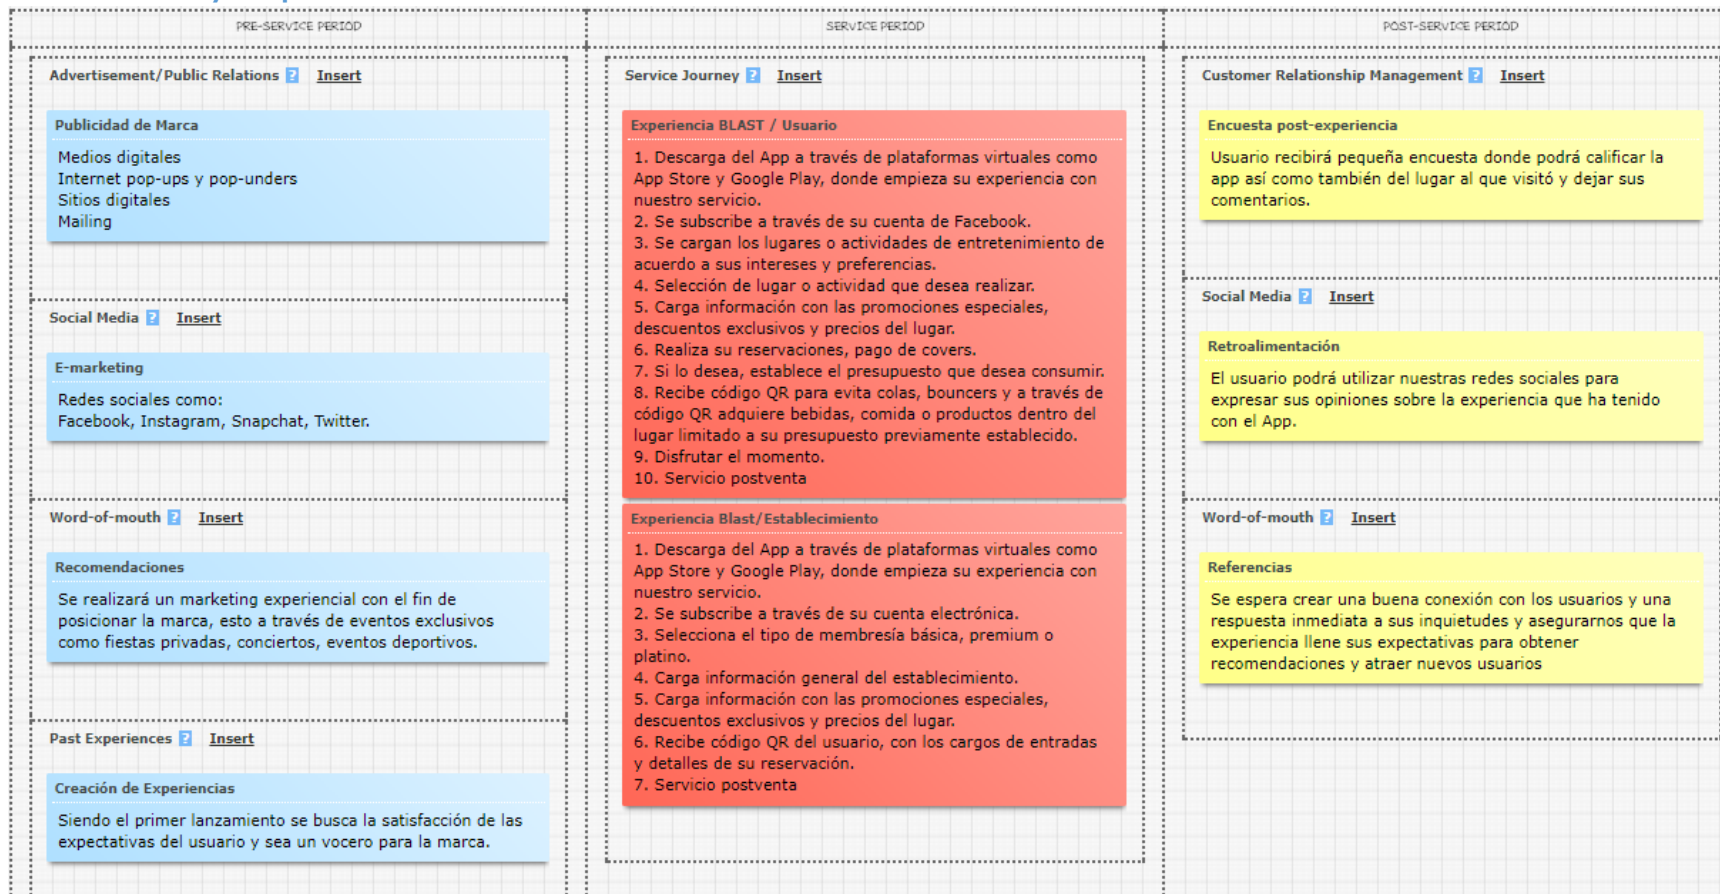 PRE-SERVICE PERIOD
Advertisement/Public Relations ? Insert
Publicidad de Marca
Medios digitales
Internet pop-ups y pop-unders
Sitios digitales
Mailing
Social Media ? Insert
E-marketing
Redes sociales como:
Facebook, Instagram, Snapchat, Twitter.
Word-of-mouth ? Insert
Recomendaciones
Se realizará un marketing experiencial con el fin de
posicionar la marca, esto a través de eventos exclusivos
como fiestas privadas, conciertos, eventos deportivos.
Past Experiences ? Insert
Creación de Experiencias
Siendo el primer lanzamiento se busca la satisfacción de las
expectativas del usuario y sea un vocero para la marca.
SERVICE PERIOD
Service Journey ? Insert
Experiencia BLAST / Usuario
1. Descarga del App a través de plataformas virtuales como
App Store y Google Play, donde empieza su experiencia con
nuestro servicio.
2. Se subscribe a través de su cuenta de Facebook.
3. Se cargan los lugares o actividades de entretenimiento de
acuerdo a sus intereses y preferencias.
4. Selección de lugar o actividad que desea realizar.
5. Carga información con las promociones especiales,
descuentos exclusivos y precios del lugar.
6. Realiza su reservaciones, pago de covers.
7. Si lo desea, establece el presupuesto que desea consumir.
8. Recibe código QR para evita colas, bouncers y a través de
código QR adquiere bebidas, comida o productos dentro del
lugar limitado a su presupuesto previamente establecido.
9. Disfrutar el momento.
10. Servicio postventa
Experiencia Blast/Establecimiento
1. Descarga del App a través de plataformas virtuales como
App Store y Google Play, donde empieza su experiencia con
nuestro servicio.
2. Se subscribe a través de su cuenta electrónica.
3. Selecciona el tipo de membresía básica, premium o
platino.
4. Carga información general del establecimiento.
5. Carga información con las promociones especiales,
descuentos exclusivos y precios del lugar.
6. Recibe código QR del usuario, con los cargos de entradas
y detalles de su reservación.
7. Servicio postventa
POST-SERVICE PERIOD
Customer Relationship Management ? Insert
Encuesta post-experiencia
Usuario recibirá pequeña encuesta donde podrá calificar la
app así como también del lugar al que visitó y dejar sus
comentarios.
Social Media ? Insert
Retroalimentación
El usuario podrá utilizar nuestras redes sociales para
expresar sus opiniones sobre la experiencia que ha tenido
con el App.
Word-of-mouth ? Insert
Referencias
Se espera crear una buena conexión con los usuarios y una
respuesta inmediata a sus inquietudes y asegurarnos que la
experiencia llene sus expectativas para obtener
recomendaciones y atraer nuevos usuarios